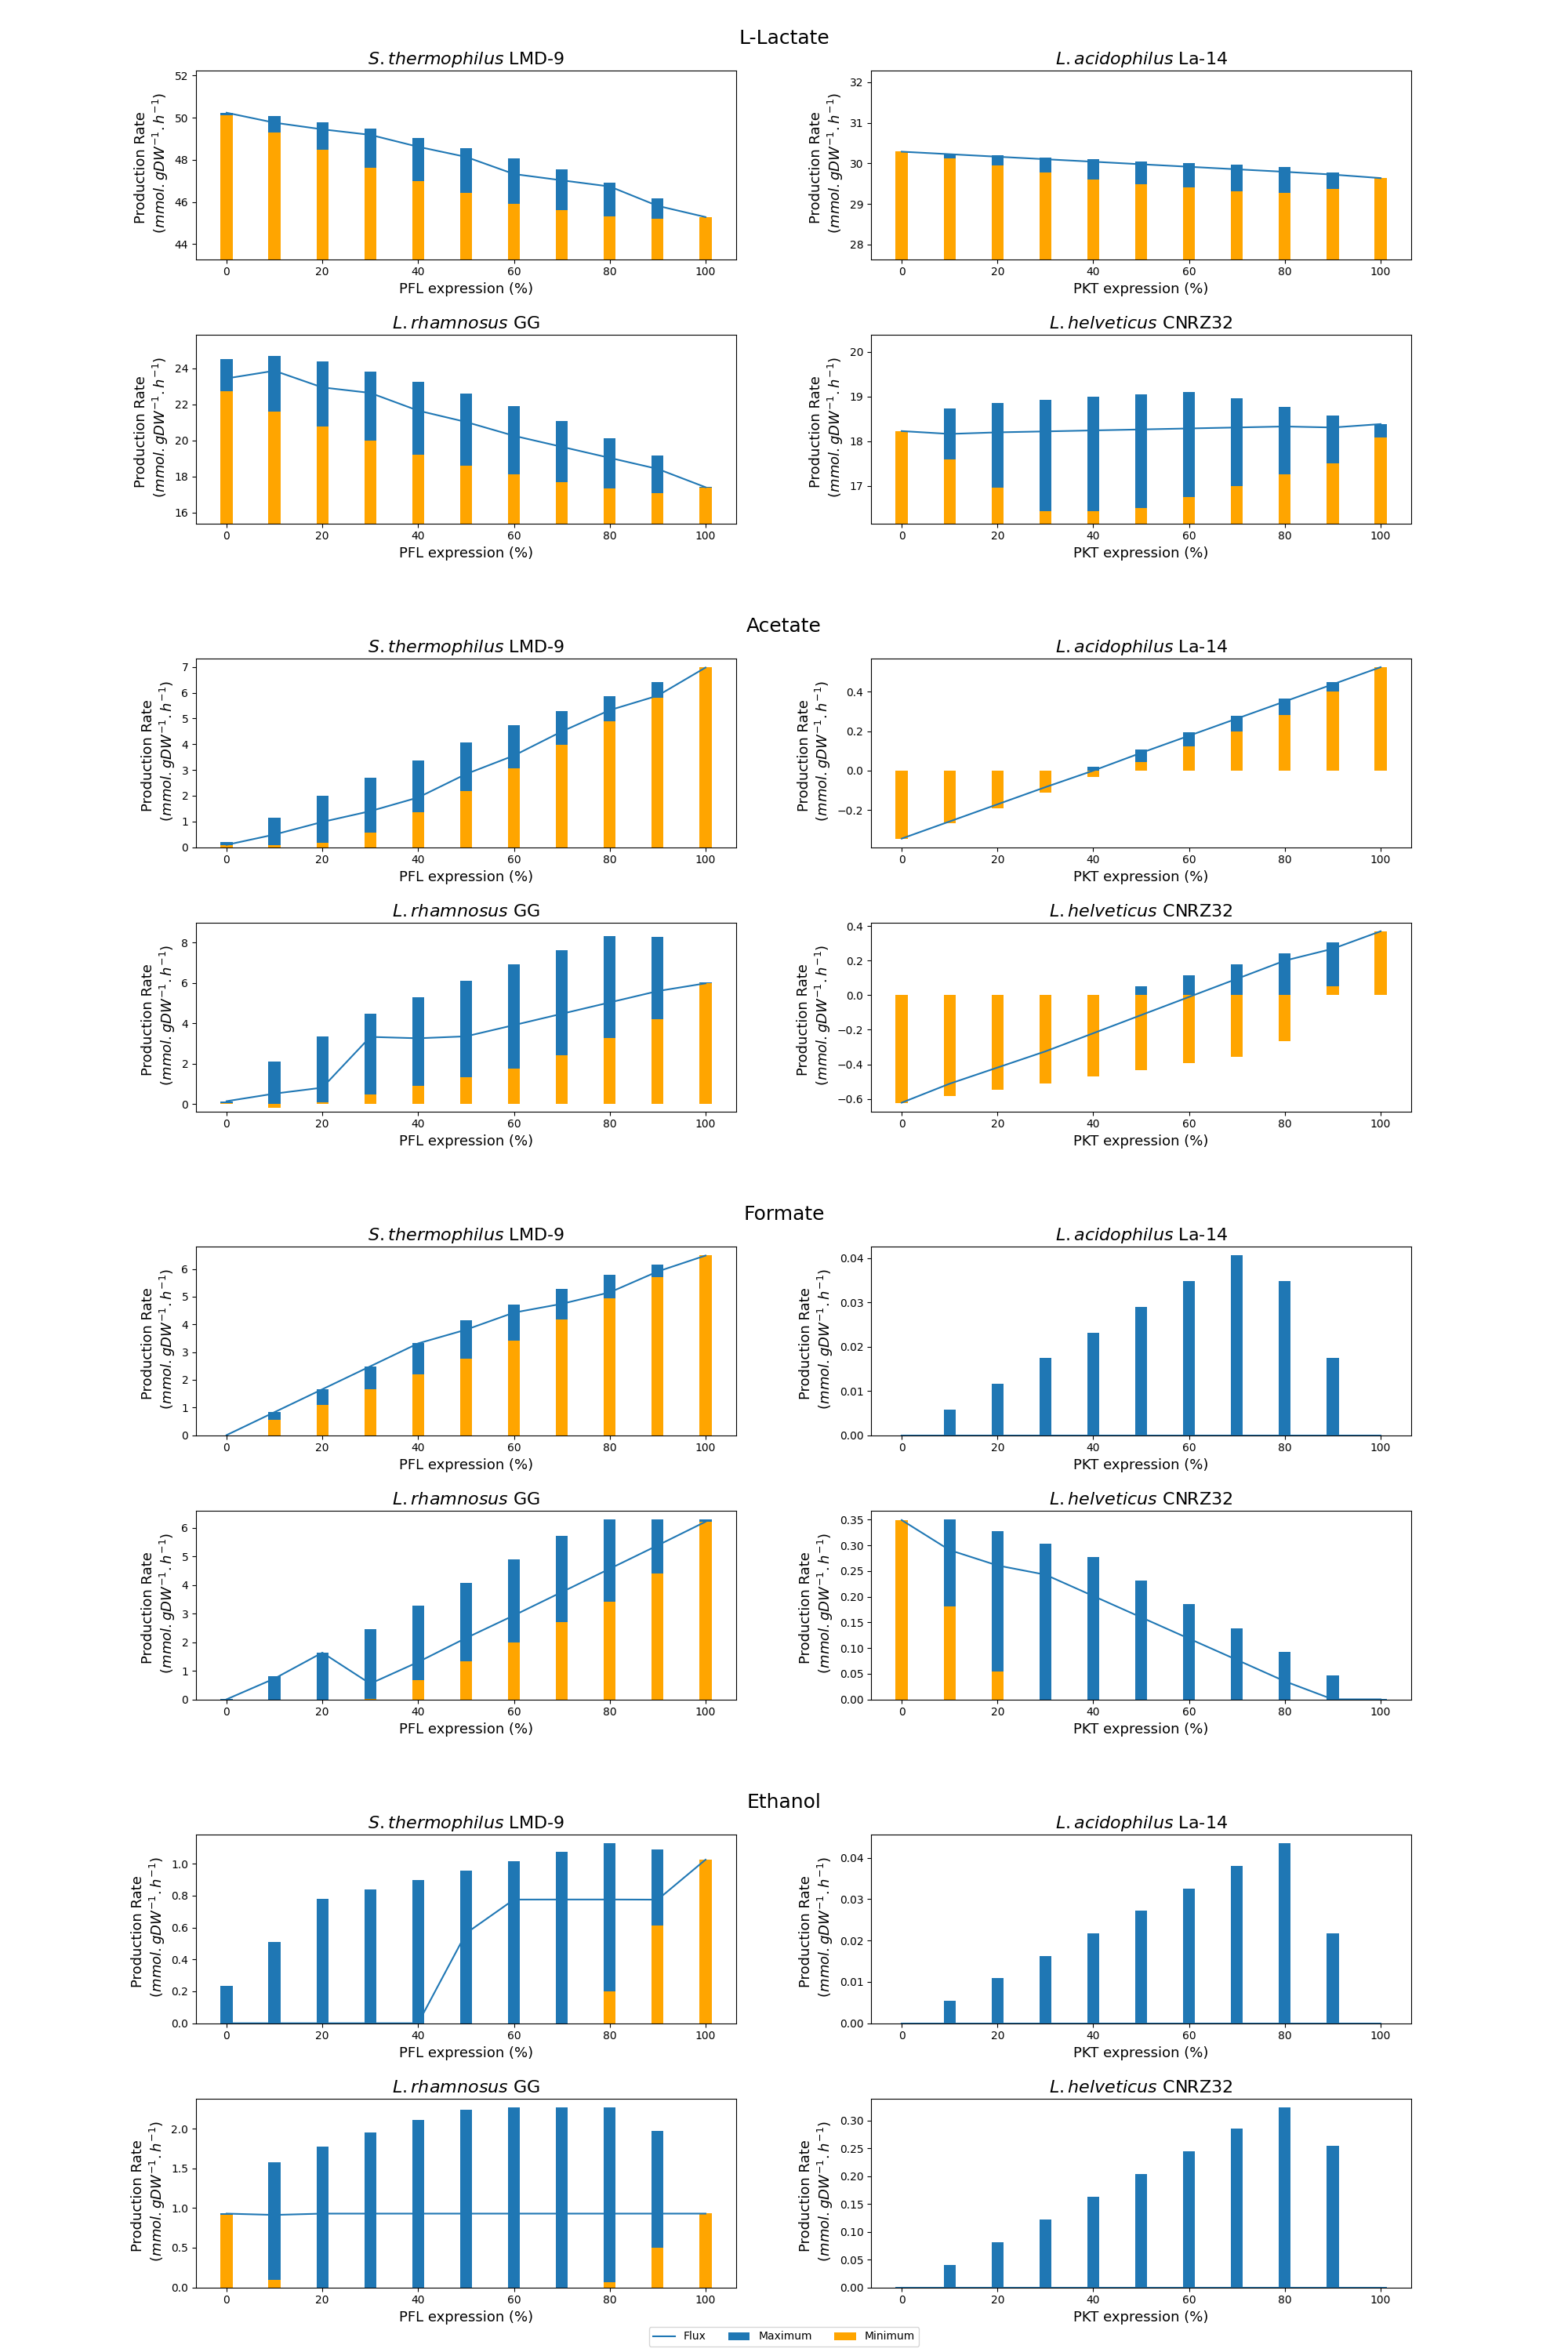 L-Lactate
S. thermophilus LMD-9
L. acidophilus La-14
Production Rate
(mmol. gDW⁻¹. h⁻¹)
52
50
48
46
44
0 20 40 60 80 100
PFL expression (%)
Production Rate
(mmol. gDW⁻¹. h⁻¹)
32
31
30
29
28
0 20 40 60 80 100
PKT expression (%)
L. rhamnosus GG
L. helveticus CNRZ32
Production Rate
(mmol. gDW⁻¹. h⁻¹)
24
22
20
18
16
0 20 40 60 80 100
PFL expression (%)
Production Rate
(mmol. gDW⁻¹. h⁻¹)
20
19
18
17
0 20 40 60 80 100
PKT expression (%)
Acetate
S. thermophilus LMD-9
L. acidophilus La-14
Production Rate
(mmol. gDW⁻¹. h⁻¹)
7
6
5
4
3
2
1
0
0 20 40 60 80 100
PFL expression (%)
Production Rate
(mmol. gDW⁻¹. h⁻¹)
0.4
0.2
0.0
−0.2
0 20 40 60 80 100
PKT expression (%)
L. rhamnosus GG
L. helveticus CNRZ32
Production Rate
(mmol. gDW⁻¹. h⁻¹)
8
6
4
2
0
0 20 40 60 80 100
PFL expression (%)
Production Rate
(mmol. gDW⁻¹. h⁻¹)
0.4
0.2
0.0
−0.2
−0.4
−0.6
0 20 40 60 80 100
PKT expression (%)
Formate
S. thermophilus LMD-9
L. acidophilus La-14
Production Rate
(mmol. gDW⁻¹. h⁻¹)
6
5
4
3
2
1
0
0 20 40 60 80 100
PFL expression (%)
Production Rate
(mmol. gDW⁻¹. h⁻¹)
0.04
0.03
0.02
0.01
0.00
0 20 40 60 80 100
PKT expression (%)
L. rhamnosus GG
L. helveticus CNRZ32
Production Rate
(mmol. gDW⁻¹. h⁻¹)
6
5
4
3
2
1
0
0 20 40 60 80 100
PFL expression (%)
Production Rate
(mmol. gDW⁻¹. h⁻¹)
0.35
0.30
0.25
0.20
0.15
0.10
0.05
0.00
0 20 40 60 80 100
PKT expression (%)
Ethanol
S. thermophilus LMD-9
L. acidophilus La-14
Production Rate
(mmol. gDW⁻¹. h⁻¹)
1.0
0.8
0.6
0.4
0.2
0.0
0 20 40 60 80 100
PFL expression (%)
Production Rate
(mmol. gDW⁻¹. h⁻¹)
0.04
0.03
0.02
0.01
0.00
0 20 40 60 80 100
PKT expression (%)
L. rhamnosus GG
L. helveticus CNRZ32
Production Rate
(mmol. gDW⁻¹. h⁻¹)
2.0
1.5
1.0
0.5
0.0
0 20 40 60 80 100
PFL expression (%)
Production Rate
(mmol. gDW⁻¹. h⁻¹)
0.30
0.25
0.20
0.15
0.10
0.05
0.00
0 20 40 60 80 100
PKT expression (%)
Flux Maximum Minimum